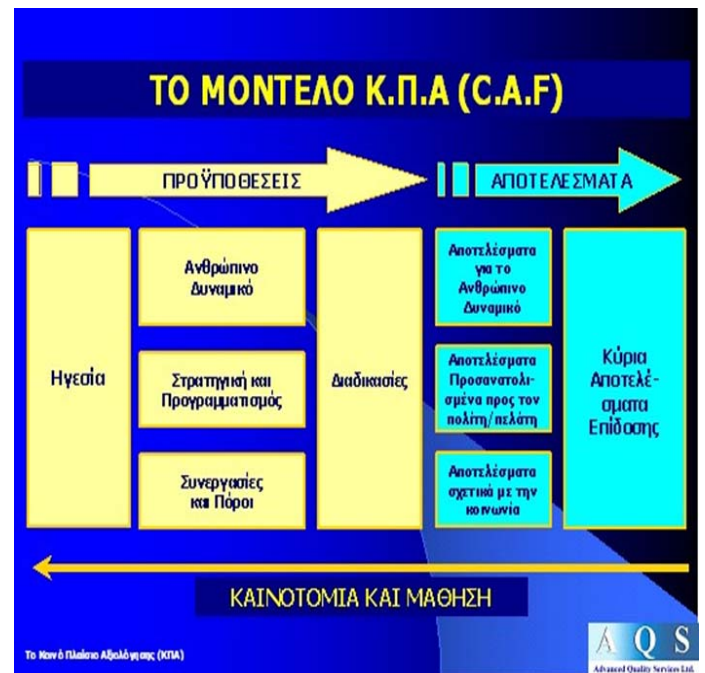 ΤΟ ΜΟΝΤΕΛΟ Κ.Π.Α (C.A.F)
ΠΡΟΫΠΟΘΕΣΕΙΣ
ΑΠΟΤΕΛΕΣΜΑΤΑ
Ηγεσία
Ανθρώπινο
Δυναμικό
Στρατηγική και
Προγραμματισμός
Συνεργασίες
και Πόροι
Διαδικασίες
Αποτελέσματα
για το
Ανθρώπινο
Δυναμικό
Αποτελέσματα
Προσανατολι-
σμένα προς τον
πολίτη/πελάτη
Αποτελέσματα
σχετικά με την
κοινωνία
Κύρια
Αποτελέ-
σματα
Επίδοσης
ΚΑΙΝΟΤΟΜΙΑ ΚΑΙ ΜΑΘΗΣΗ
Το Κοινό Πλαίσιο Αξιολόγησης (ΚΠΑ)
AQS
Advanced Quality Services Ltd.